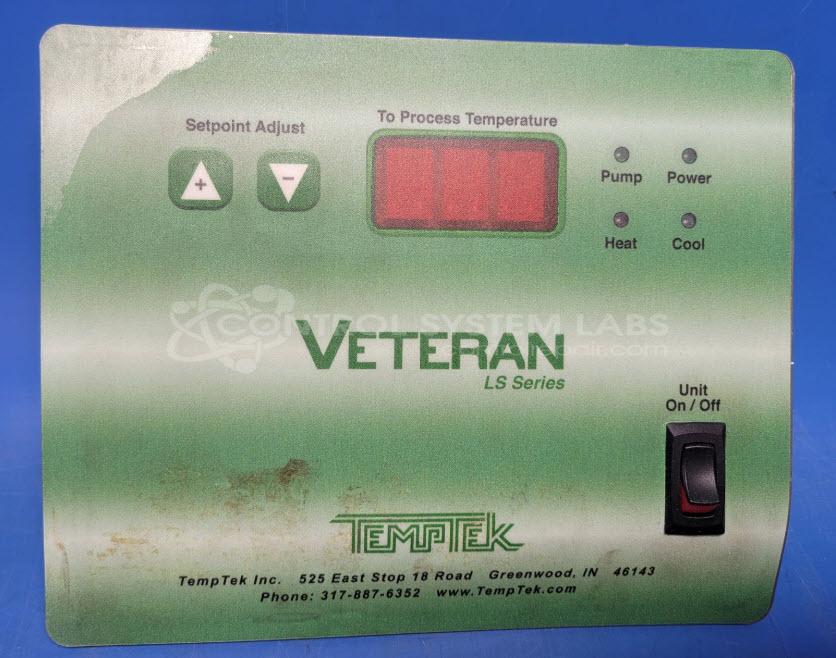 Setpoint Adjust
To Process Temperature
+
-
Pump
Power
Heat
Cool
CONTROL SYSTEM LABS
VETERAN
LS Series
Unit
On / Off
TEMPTEK
TempTek Inc. 525 East Stop 18 Road Greenwood, IN 46143
Phone: 317-887-6352 www.TempTek.com